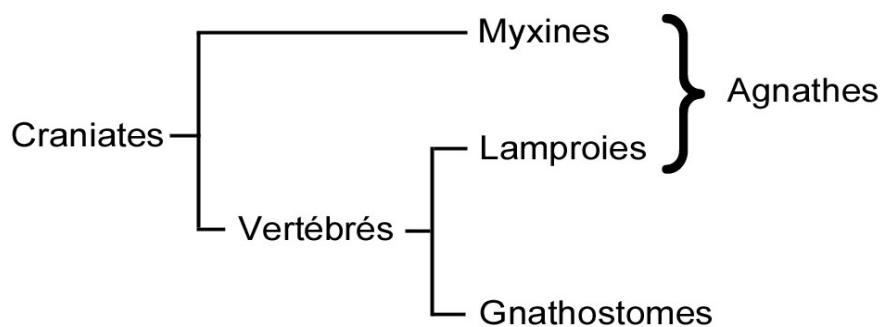 Myxines
Agnathes
Craniates
Lamproies
Vertébrés
Gnathostomes